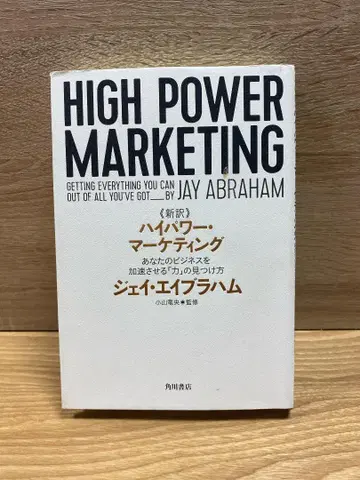 HIGH POWER
MARKETING
GETTING EVERYTHING YOU CAN
OUT OF ALL YOU'VE GOT__BY JAY ABRAHAM
《新訳》
ハイパワー・
マーケティング
あなたのビジネスを
加速させる「力」の見つけ方
ジェイ・エイブラハム
小山竜央◆監修
角川書店